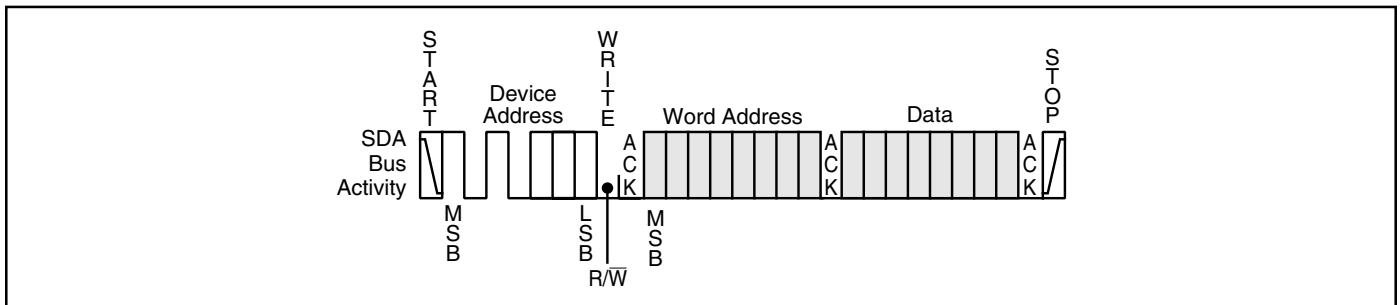 START
WRITE
STOP
Device
Address
Word Address
Data
SDA
Bus
Activity
ACK
ACK
ACK
MSB
LSB
MSB
R/W̅